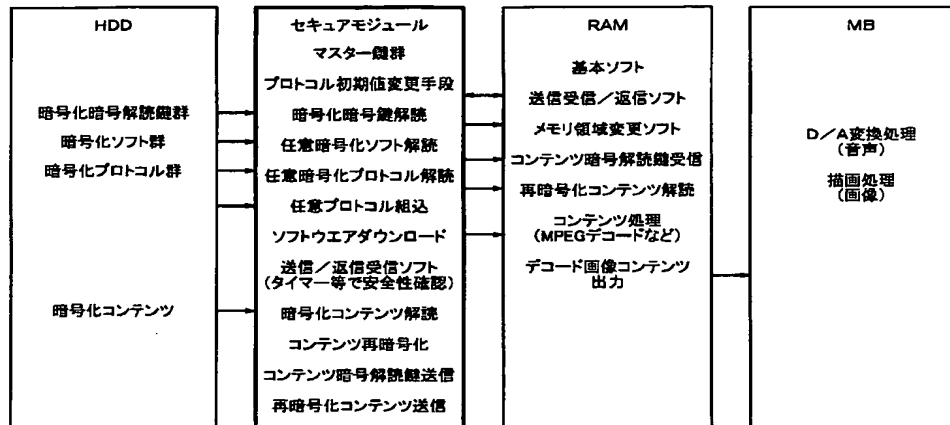 HDD
暗号化暗号解読鍵群
暗号化ソフト群
暗号化プロトコル群
暗号化コンテンツ
セキュアモジュール
マスター鍵群
プロトコル初期値変更手段
暗号化暗号鍵解読
任意暗号化ソフト解読
任意暗号化プロトコル解読
任意プロトコル組込
ソフトウエアダウンロード
送信/返信受信ソフト
(タイマー等で安全性確認)
暗号化コンテンツ解読
コンテンツ再暗号化
コンテンツ暗号解読鍵送信
再暗号化コンテンツ送信
RAM
基本ソフト
送信受信/返信ソフト
メモリ領域変更ソフト
コンテンツ暗号解読鍵受信
再暗号化コンテンツ解読
コンテンツ処理
(MPEGデコードなど)
デコード画像コンテンツ
出力
MB
D/A変換処理
(音声)
描画処理
(画像)